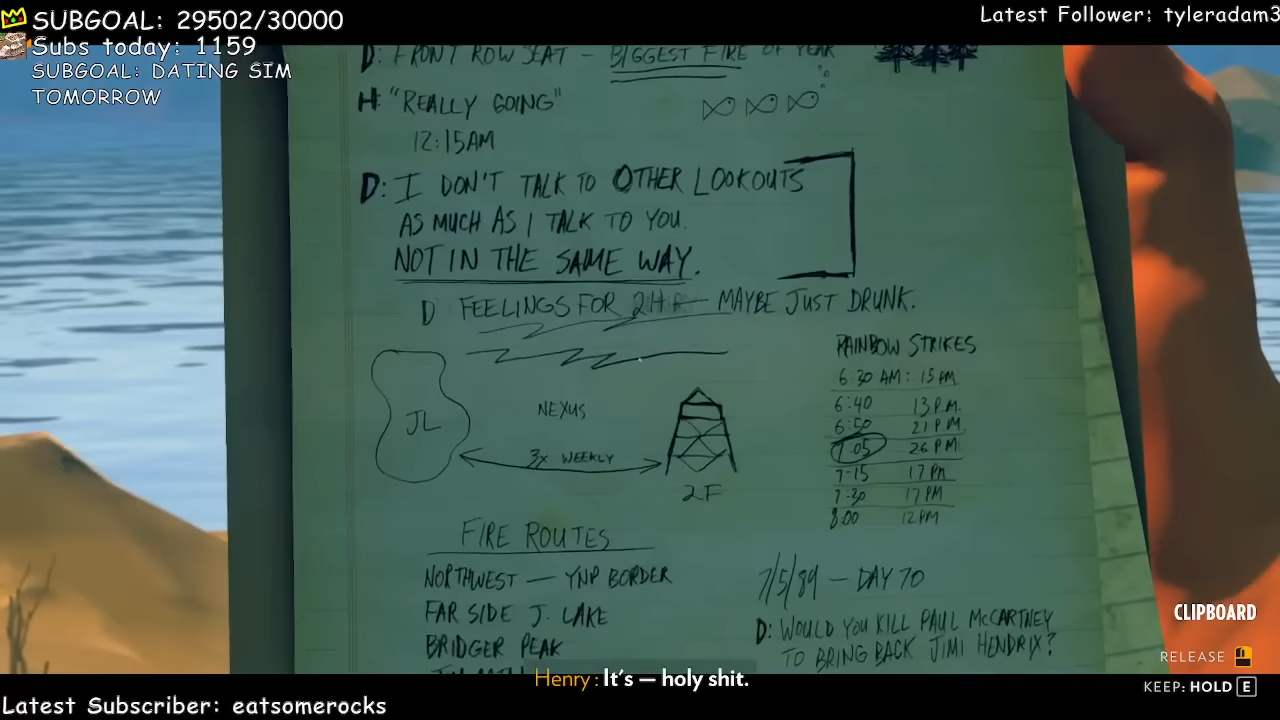 SUBGOAL: 29502/30000
Subs today: 1159
SUBGOAL: DATING SIM
TOMORROW
Latest Follower: tyleradam3
D: FRONT ROW SEAT - BIGGEST FIRE OF YEAR
H: "REALLY GOING"
12:15AM
D: I DON'T TALK TO OTHER LOOKOUTS
AS MUCH AS I TALK TO YOU.
NOT IN THE SAME WAY.
D FEELINGS FOR 2HR MAYBE JUST DRUNK.
JL
NEXUS
3x WEEKLY
2F
RAINBOW STRIKES
6:30 AM: 15 PM
6:40 13 P.M.
6:50 21 P.M.
7:05 26 PM
7-15 17 PM
7-30 17 PM
8:00 12 PM
FIRE ROUTES
NORTHWEST — YNP BORDER
FAR SIDE J. LAKE
BRIDGER PEAK
7/5/89 — DAY 70
D: WOULD YOU KILL PAUL McCARTNEY
TO BRING BACK JIMI HENDRIX?
CLIPBOARD
RELEASE
KEEP: HOLD E
Henry: It's — holy shit.
Latest Subscriber: eatsomerocks